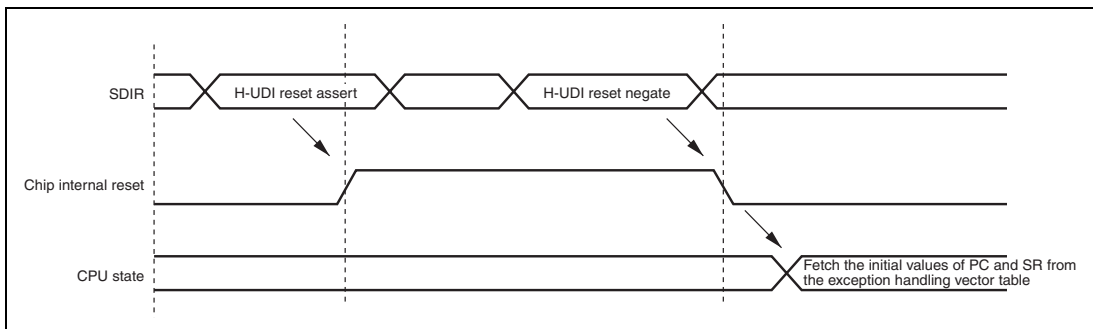 SDIR
H-UDI reset assert
H-UDI reset negate
Chip internal reset
CPU state
Fetch the initial values of PC and SR from
the exception handling vector table